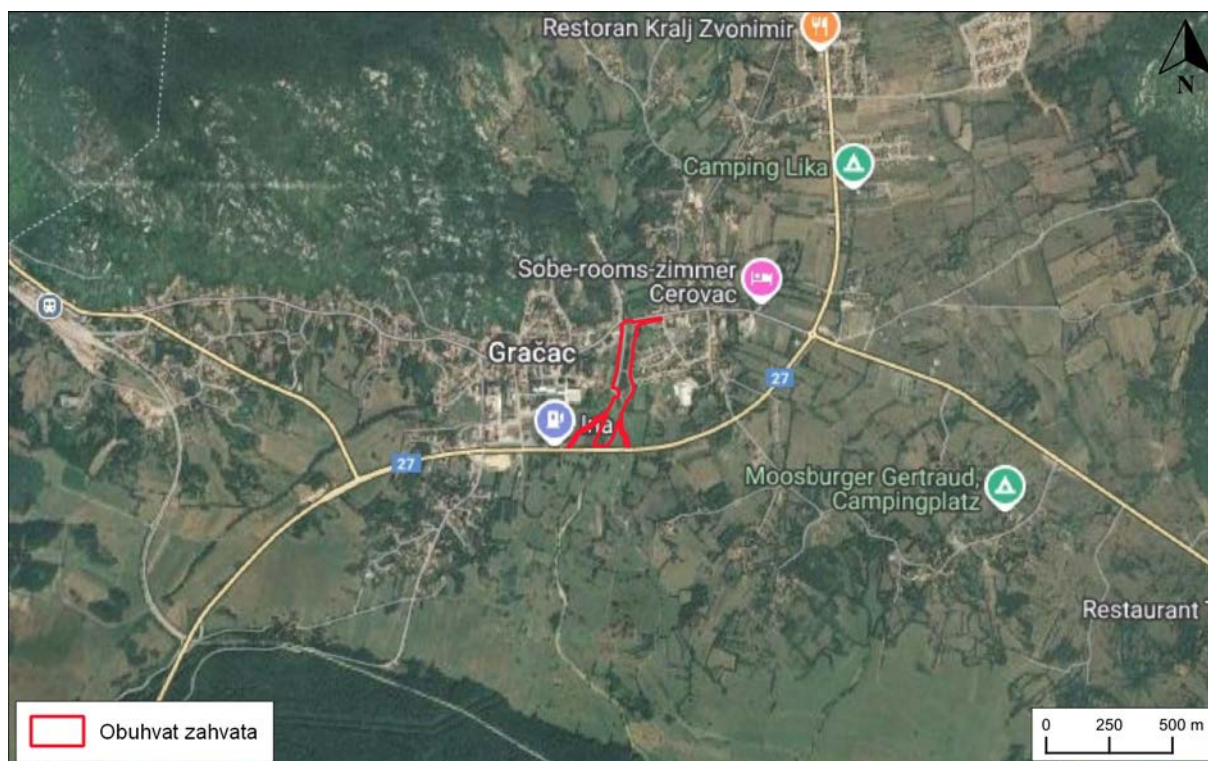 Restoran Kralj Zvonimir
N
Camping Lika
Sobe-rooms-zimmer
Cerovac
Gračac
27
Ina
27
Moosburger Gertraud,
Campingplatz
Restaurant T
Obuhvat zahvata
0 250 500 m